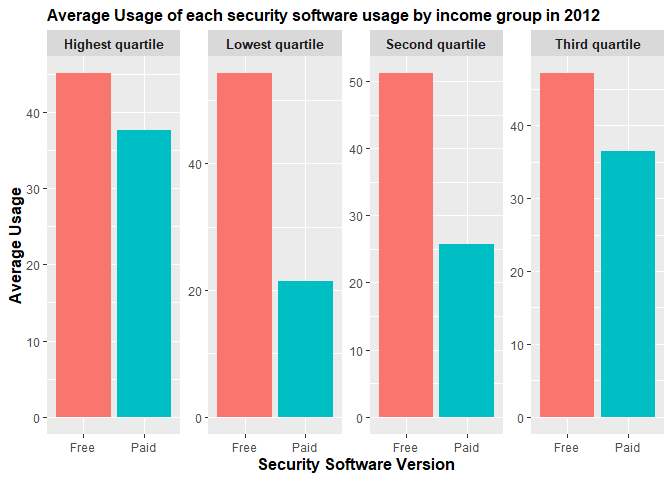 Average Usage of each security software usage by income group in 2012
Highest quartile
Lowest quartile
Second quartile
Third quartile
Average Usage
40
30
20
10
0
40
20
0
50
40
30
20
10
0
40
30
20
10
0
Free Paid
Free Paid
Free Paid
Free Paid
Security Software Version